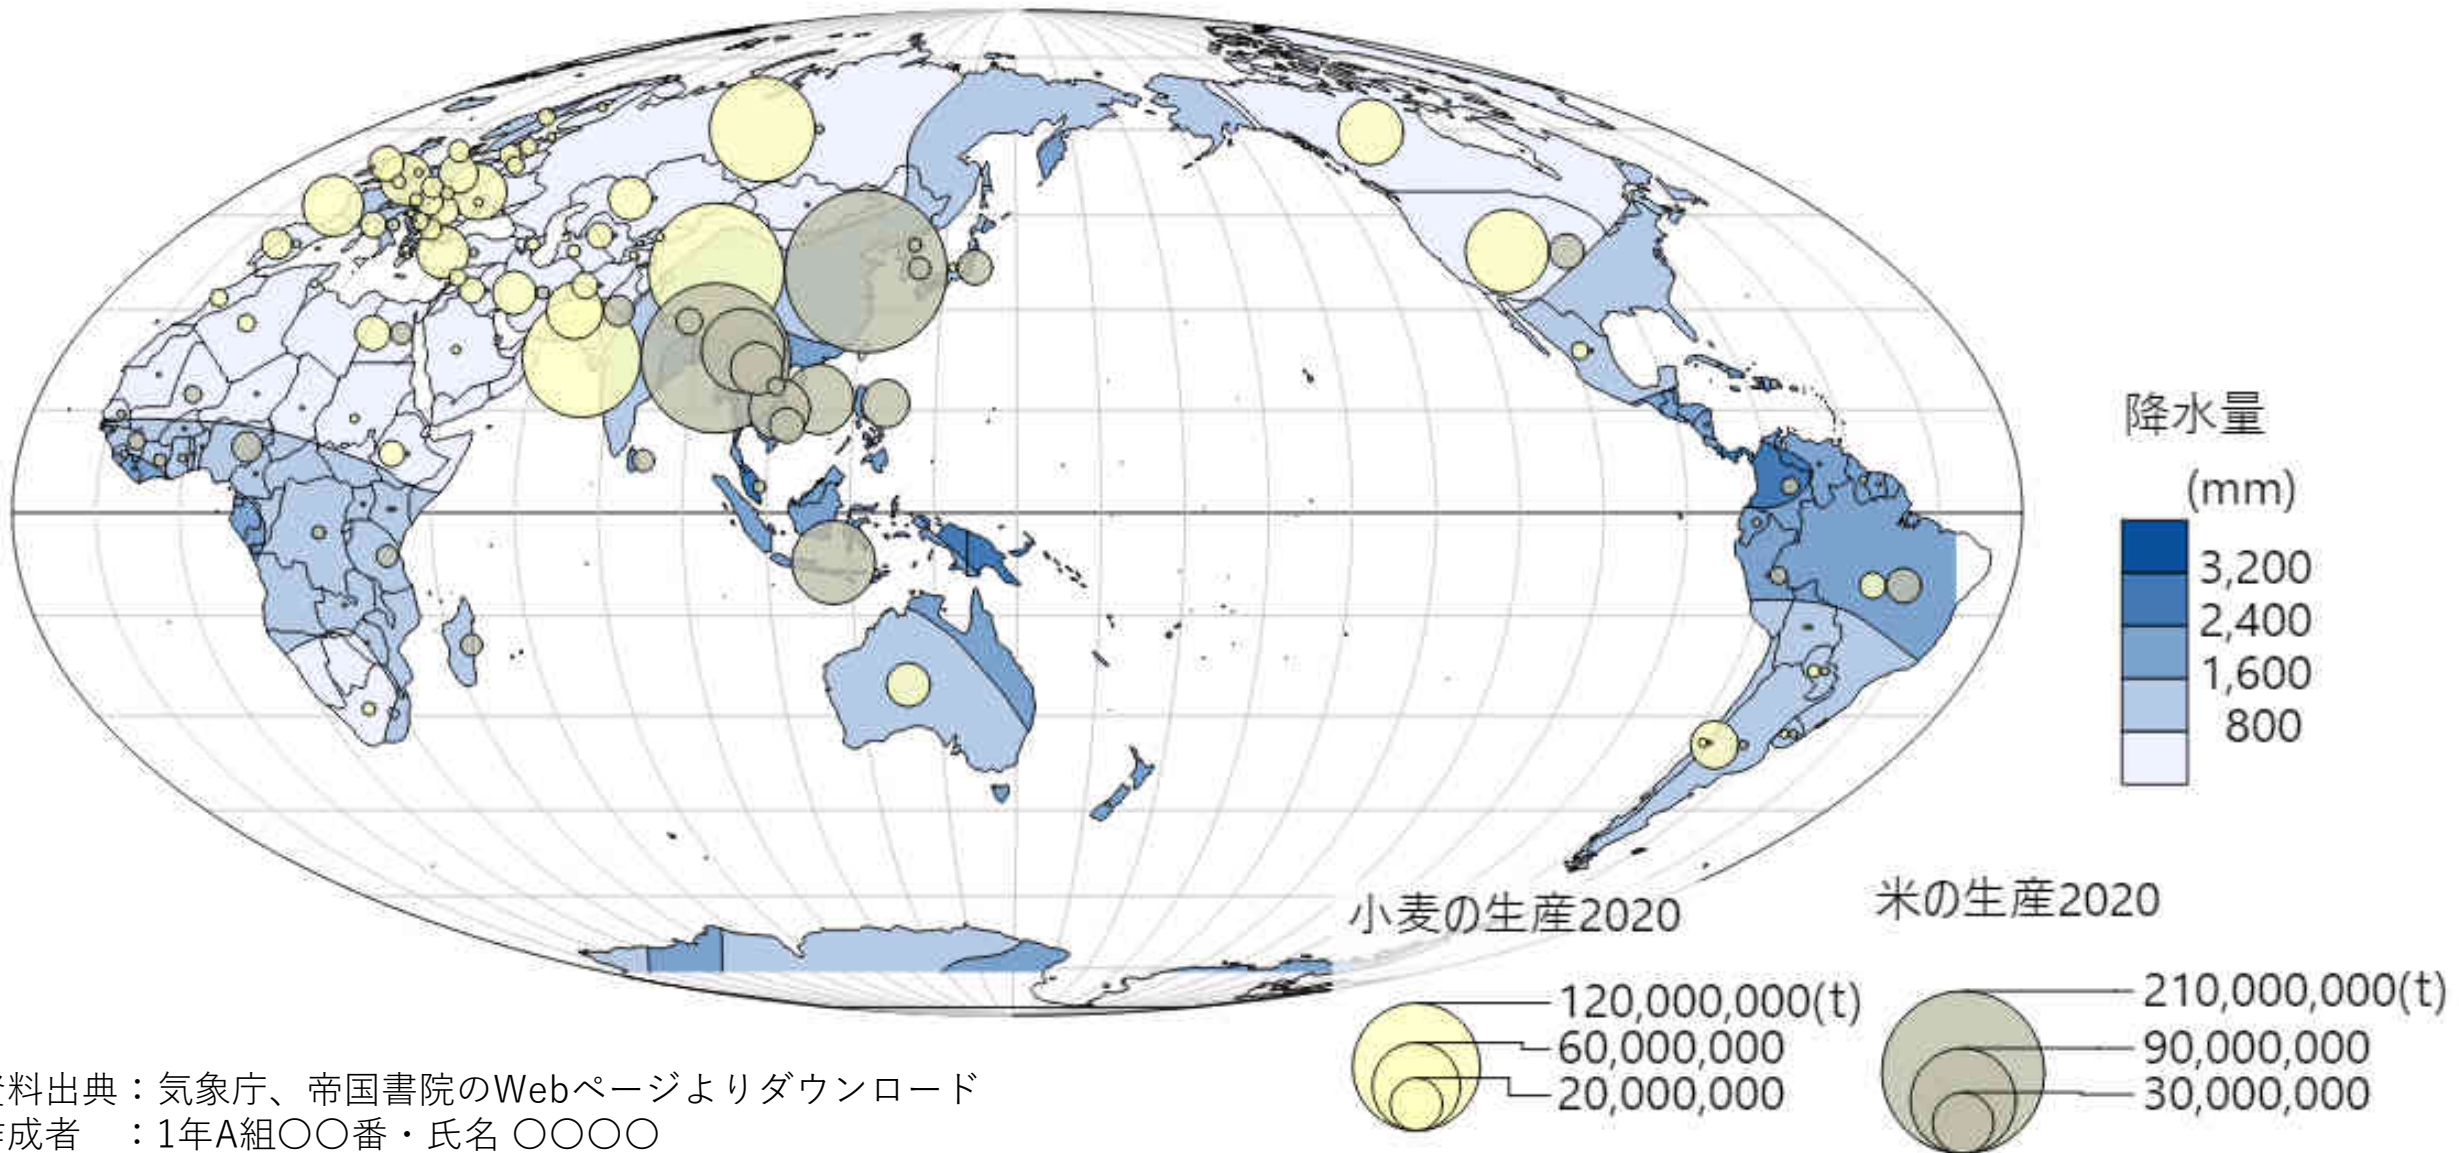 降水量
(mm)
3,200
2,400
1,600
800
小麦の生産2020
120,000,000(t)
60,000,000
20,000,000
米の生産2020
210,000,000(t)
90,000,000
30,000,000
資料出典：気象庁、帝国書院のWebページよりダウンロード
作成者　：1年A組〇〇番・氏名 〇〇〇〇